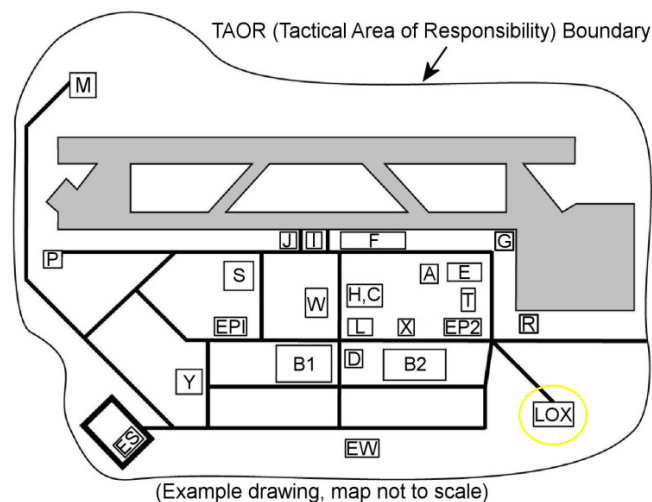 TAOR (Tactical Area of Responsibility) Boundary
M
J I F G
P
S A E
W H,C T
EPI L X EP2 R
B1 D B2
Y
LOX
ES
EW
(Example drawing, map not to scale)